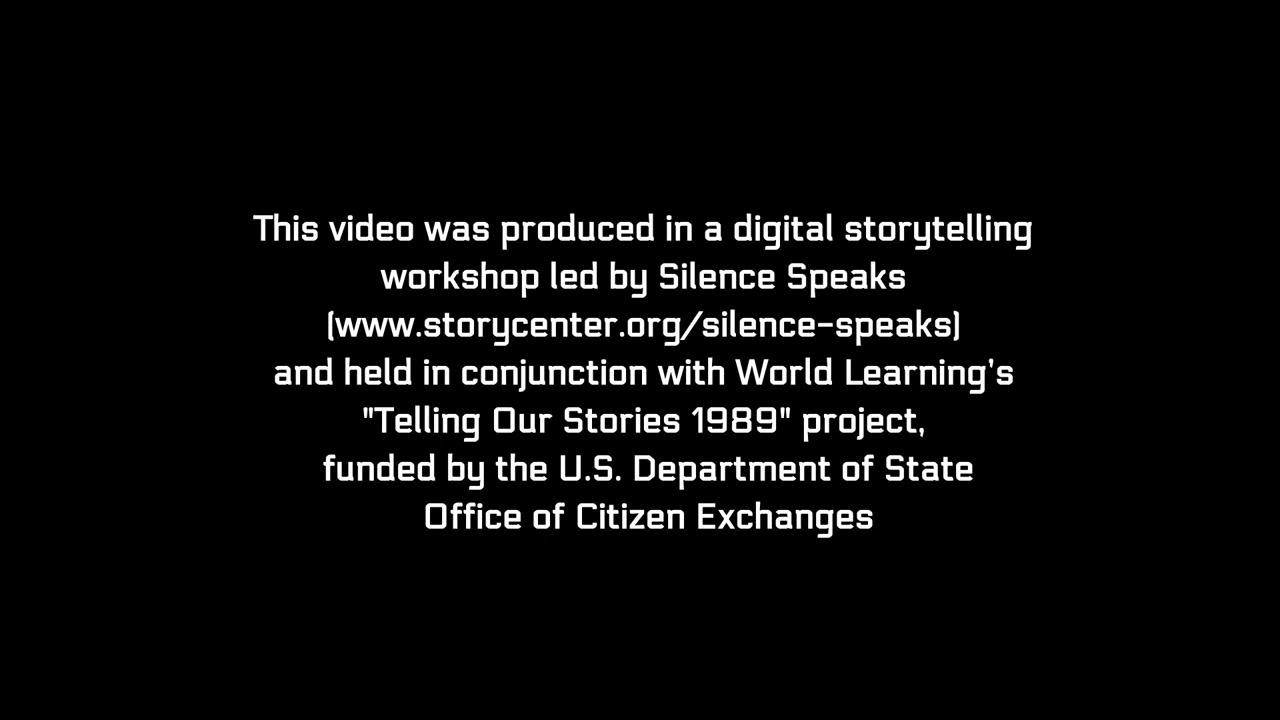 This video was produced in a digital storytelling
workshop led by Silence Speaks
(www.storycenter.org/silence-speaks)
and held in conjunction with World Learning's
"Telling Our Stories 1989" project,
funded by the U.S. Department of State
Office of Citizen Exchanges